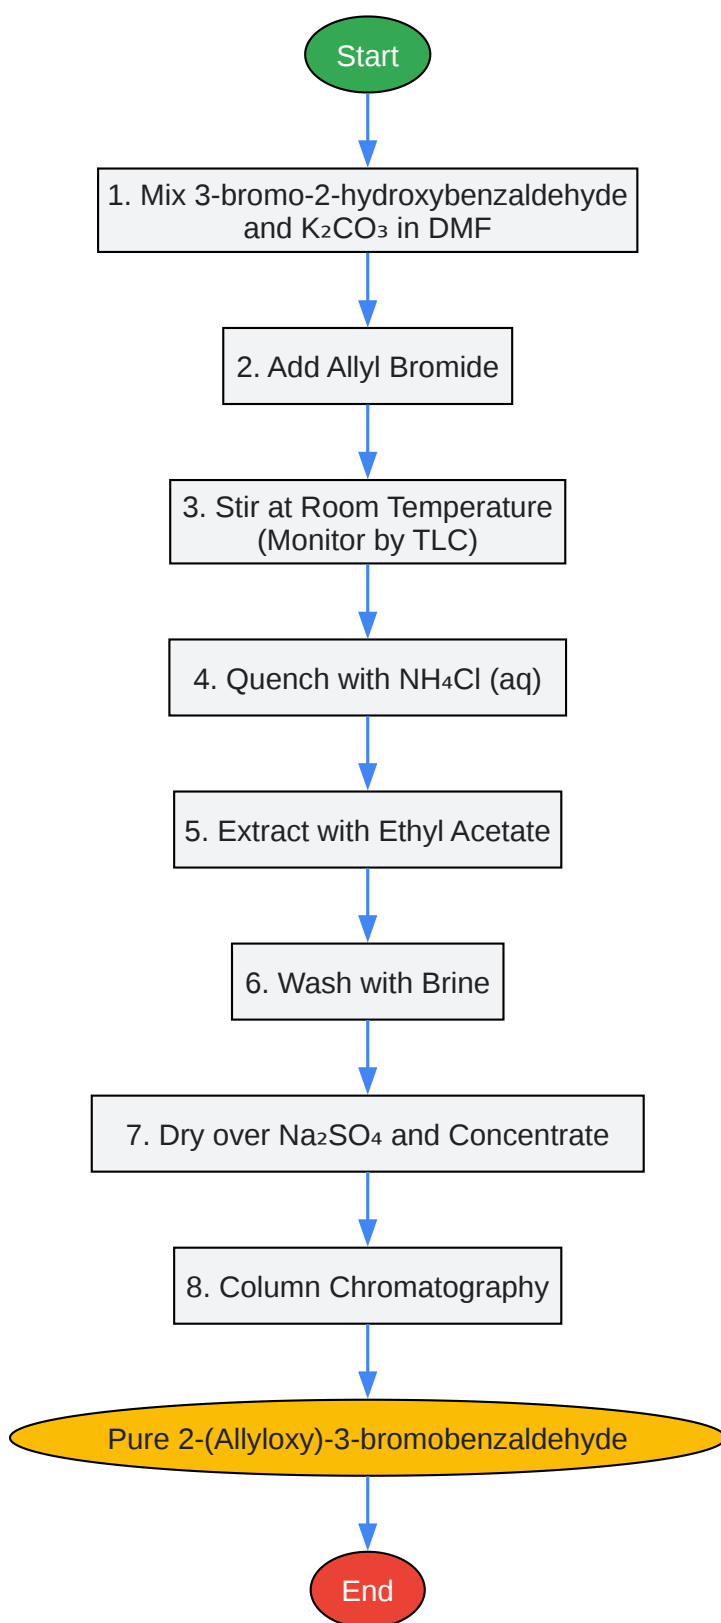 Start
1. Mix 3-bromo-2-hydroxybenzaldehyde
and K₂CO₃ in DMF
2. Add Allyl Bromide
3. Stir at Room Temperature
(Monitor by TLC)
4. Quench with NH₄Cl (aq)
5. Extract with Ethyl Acetate
6. Wash with Brine
7. Dry over Na₂SO₄ and Concentrate
8. Column Chromatography
Pure 2-(Allyloxy)-3-bromobenzaldehyde
End